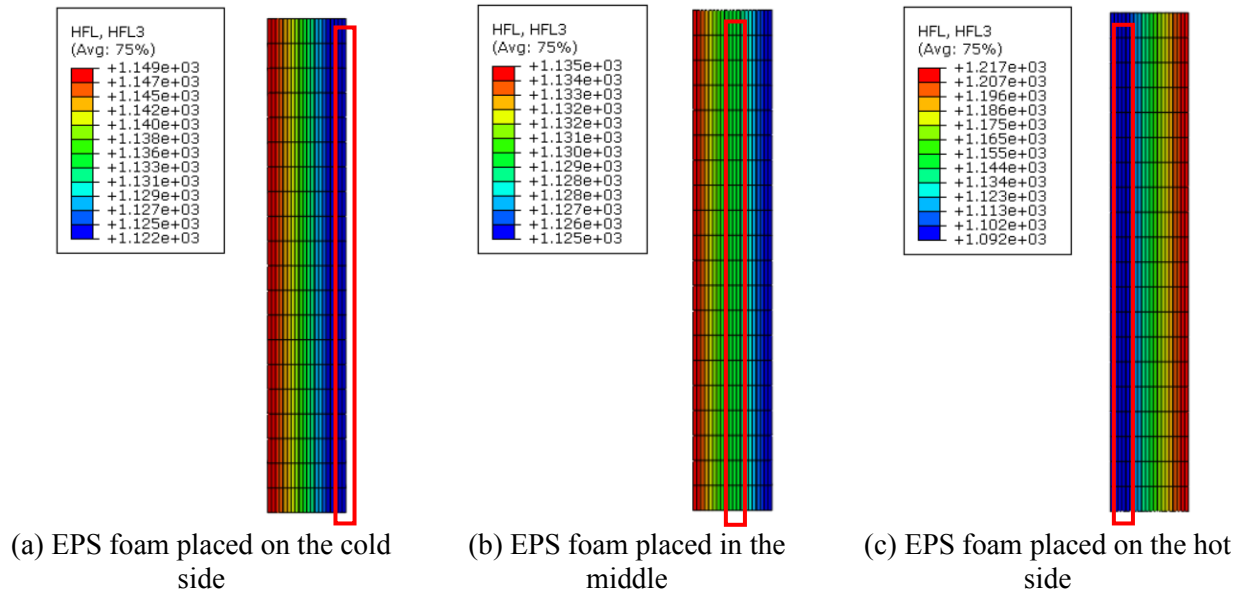 HFL, HFL3
(Avg: 75%)
+1.149e+03
+1.147e+03
+1.145e+03
+1.142e+03
+1.140e+03
+1.138e+03
+1.136e+03
+1.133e+03
+1.131e+03
+1.129e+03
+1.127e+03
+1.125e+03
+1.122e+03
(a) EPS foam placed on the cold
side
HFL, HFL3
(Avg: 75%)
+1.135e+03
+1.134e+03
+1.133e+03
+1.132e+03
+1.132e+03
+1.131e+03
+1.130e+03
+1.129e+03
+1.128e+03
+1.128e+03
+1.127e+03
+1.126e+03
+1.125e+03
(b) EPS foam placed in the
middle
HFL, HFL3
(Avg: 75%)
+1.217e+03
+1.207e+03
+1.196e+03
+1.186e+03
+1.175e+03
+1.165e+03
+1.155e+03
+1.144e+03
+1.134e+03
+1.123e+03
+1.113e+03
+1.102e+03
+1.092e+03
(c) EPS foam placed on the hot
side